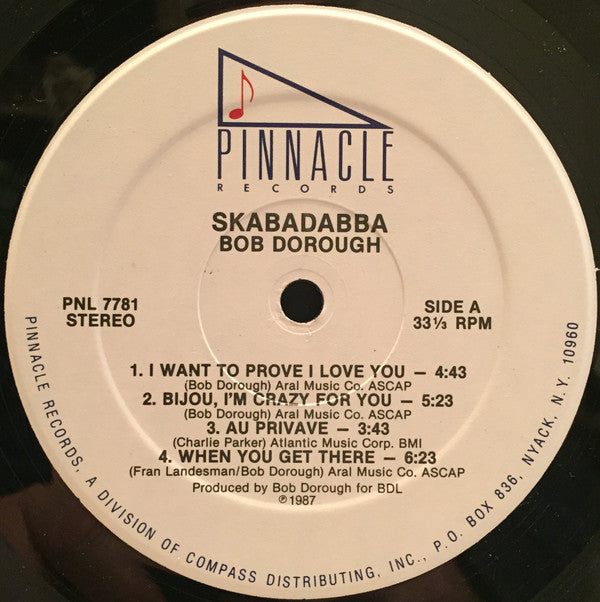 PINNACLE
RECORDS
SKABADABBA
BOB DOROUGH
PNL 7781
STEREO
SIDE A
33⅓ RPM
1. I WANT TO PROVE I LOVE YOU – 4:43
(Bob Dorough) Aral Music Co. ASCAP
2. BIJOU, I'M CRAZY FOR YOU – 5:23
(Bob Dorough) Aral Music Co. ASCAP
3. AU PRIVAVE – 3:43
(Charlie Parker) Atlantic Music Corp. BMI
4. WHEN YOU GET THERE – 6:23
(Fran Landesman/Bob Dorough) Aral Music Co. ASCAP
Produced by Bob Dorough for BDL
℗1987
PINNACLE RECORDS, A DIVISION OF COMPASS DISTRIBUTING, INC., P.O. BOX 836, NYACK, N.Y. 10960